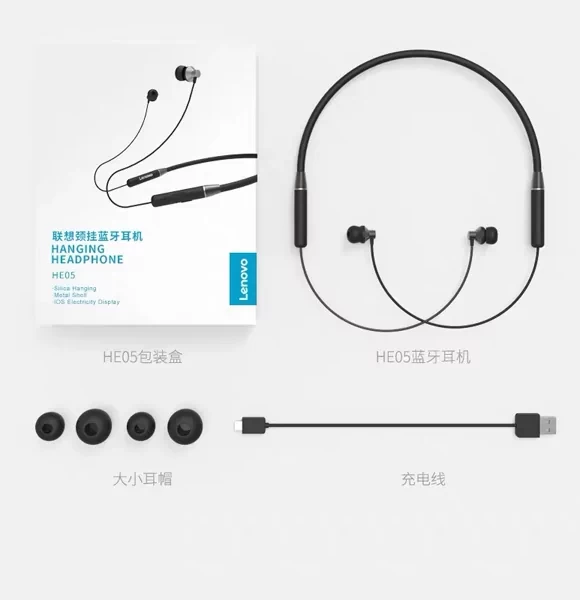 联想颈挂蓝牙耳机
HANGING
HEADPHONE
HE05
·Silica Hanging
·Metal Shell
·iOS Electricity Display
Lenovo
Lenovo
HE05包装盒
HE05蓝牙耳机
大小耳帽
充电线